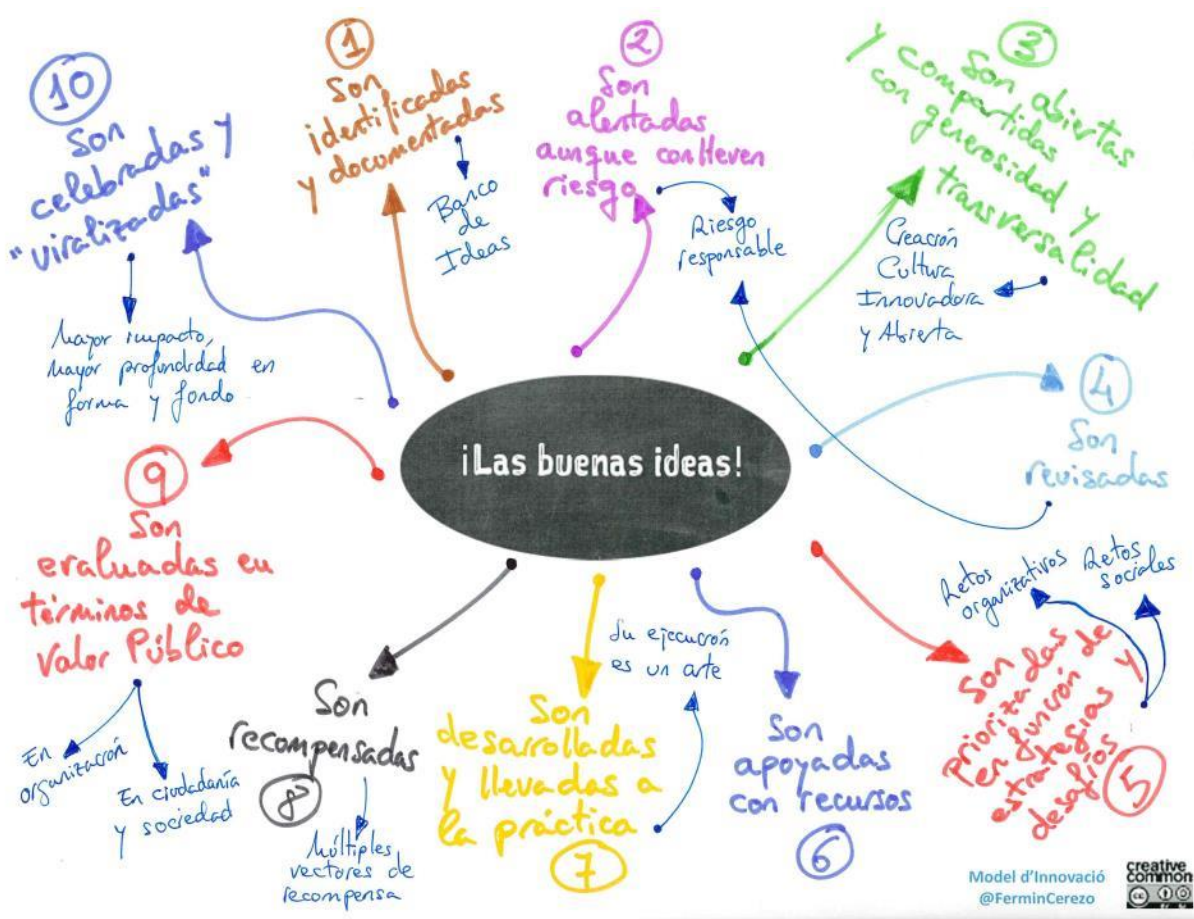 ¡Las buenas ideas!
1
Son
identificadas
y documentadas
Banco
de
Ideas
2
Son
alentadas
aunque conlleven
riesgo
Riesgo
responsable
3
Son abiertas
y compartidas
con generosidad y
transversalidad
Creación
Cultura
Innovadora
y Abierta
4
Son
revisadas
5
Son
priorizadas
en función de
estrategias y
desafíos
Retos
organizativos
Retos
sociales
6
Son
apoyadas
con recursos
7
Son
desarrolladas
y llevadas a
la práctica
Su ejecución
es un arte
8
Son
recompensadas
Múltiples
vectores de
recompensa
9
Son
evaluadas en
términos de
Valor Público
En
organización
En ciudadanía
y sociedad
10
Son
celebradas y
"viralizadas"
Mayor impacto,
Mayor profundidad en
forma y fondo
Model d'Innovació
@FerminCerezo
creative
commons
cc